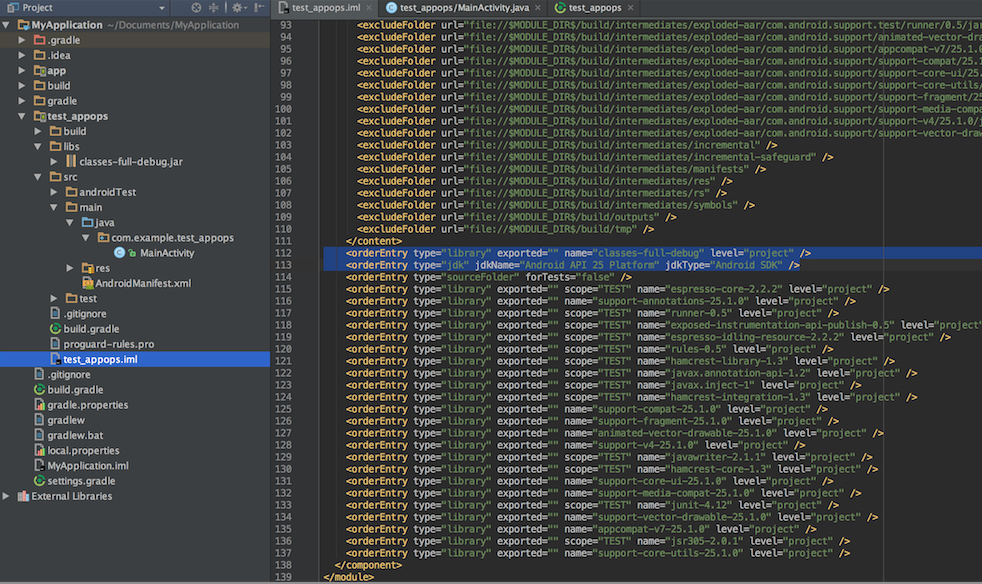 Project
test_appops.iml
test_appops/MainActivity.java
test_appops
MyApplication ~/Documents/MyApplication
.gradle
.idea
app
build
gradle
test_appops
build
libs
classes-full-debug.jar
src
androidTest
main
java
com.example.test_appops
MainActivity
res
AndroidManifest.xml
test
.gitignore
build.gradle
proguard-rules.pro
test_appops.iml
.gitignore
build.gradle
gradle.properties
gradlew
gradlew.bat
local.properties
MyApplication.iml
settings.gradle
External Libraries
93 <excludeFolder url="file://$MODULE_DIR$/build/intermediates/exploded-aar/com.android.support.test/runner/0.5/jar
94 <excludeFolder url="file://$MODULE_DIR$/build/intermediates/exploded-aar/com.android.support/animated-vector-dra
95 <excludeFolder url="file://$MODULE_DIR$/build/intermediates/exploded-aar/com.android.support/appcompat-v7/25.1.0
96 <excludeFolder url="file://$MODULE_DIR$/build/intermediates/exploded-aar/com.android.support/support-compat/25.1
97 <excludeFolder url="file://$MODULE_DIR$/build/intermediates/exploded-aar/com.android.support/support-core-ui/25.
98 <excludeFolder url="file://$MODULE_DIR$/build/intermediates/exploded-aar/com.android.support/support-core-utils/
99 <excludeFolder url="file://$MODULE_DIR$/build/intermediates/exploded-aar/com.android.support/support-fragment/25
100 <excludeFolder url="file://$MODULE_DIR$/build/intermediates/exploded-aar/com.android.support/support-media-compa
101 <excludeFolder url="file://$MODULE_DIR$/build/intermediates/exploded-aar/com.android.support/support-v4/25.1.0/j
102 <excludeFolder url="file://$MODULE_DIR$/build/intermediates/exploded-aar/com.android.support/support-vector-draw
103 <excludeFolder url="file://$MODULE_DIR$/build/intermediates/incremental" />
104 <excludeFolder url="file://$MODULE_DIR$/build/intermediates/incremental-safeguard" />
105 <excludeFolder url="file://$MODULE_DIR$/build/intermediates/manifests" />
106 <excludeFolder url="file://$MODULE_DIR$/build/intermediates/res" />
107 <excludeFolder url="file://$MODULE_DIR$/build/intermediates/rs" />
108 <excludeFolder url="file://$MODULE_DIR$/build/intermediates/symbols" />
109 <excludeFolder url="file://$MODULE_DIR$/build/outputs" />
110 <excludeFolder url="file://$MODULE_DIR$/build/tmp" />
111 </content>
112 <orderEntry type="library" exported="" name="classes-full-debug" level="project" />
113 <orderEntry type="jdk" jdkName="Android API 25 Platform" jdkType="Android SDK" />
114 <orderEntry type="sourceFolder" forTests="false" />
115 <orderEntry type="library" exported="" scope="TEST" name="espresso-core-2.2.2" level="project" />
116 <orderEntry type="library" exported="" name="support-annotations-25.1.0" level="project" />
117 <orderEntry type="library" exported="" scope="TEST" name="runner-0.5" level="project" />
118 <orderEntry type="library" exported="" scope="TEST" name="exposed-instrumentation-api-publish-0.5" level="project"
119 <orderEntry type="library" exported="" scope="TEST" name="espresso-idling-resource-2.2.2" level="project" />
120 <orderEntry type="library" exported="" scope="TEST" name="rules-0.5" level="project" />
121 <orderEntry type="library" exported="" scope="TEST" name="hamcrest-library-1.3" level="project" />
122 <orderEntry type="library" exported="" scope="TEST" name="javax.annotation-api-1.2" level="project" />
123 <orderEntry type="library" exported="" scope="TEST" name="javax.inject-1" level="project" />
124 <orderEntry type="library" exported="" scope="TEST" name="hamcrest-integration-1.3" level="project" />
125 <orderEntry type="library" exported="" name="support-compat-25.1.0" level="project" />
126 <orderEntry type="library" exported="" name="support-fragment-25.1.0" level="project" />
127 <orderEntry type="library" exported="" name="animated-vector-drawable-25.1.0" level="project" />
128 <orderEntry type="library" exported="" name="support-v4-25.1.0" level="project" />
129 <orderEntry type="library" exported="" scope="TEST" name="javawriter-2.1.1" level="project" />
130 <orderEntry type="library" exported="" scope="TEST" name="hamcrest-core-1.3" level="project" />
131 <orderEntry type="library" exported="" name="support-core-ui-25.1.0" level="project" />
132 <orderEntry type="library" exported="" name="support-media-compat-25.1.0" level="project" />
133 <orderEntry type="library" exported="" scope="TEST" name="junit-4.12" level="project" />
134 <orderEntry type="library" exported="" name="support-vector-drawable-25.1.0" level="project" />
135 <orderEntry type="library" exported="" name="appcompat-v7-25.1.0" level="project" />
136 <orderEntry type="library" exported="" scope="TEST" name="jsr305-2.0.1" level="project" />
137 <orderEntry type="library" exported="" name="support-core-utils-25.1.0" level="project" />
138 </component>
139 </module>